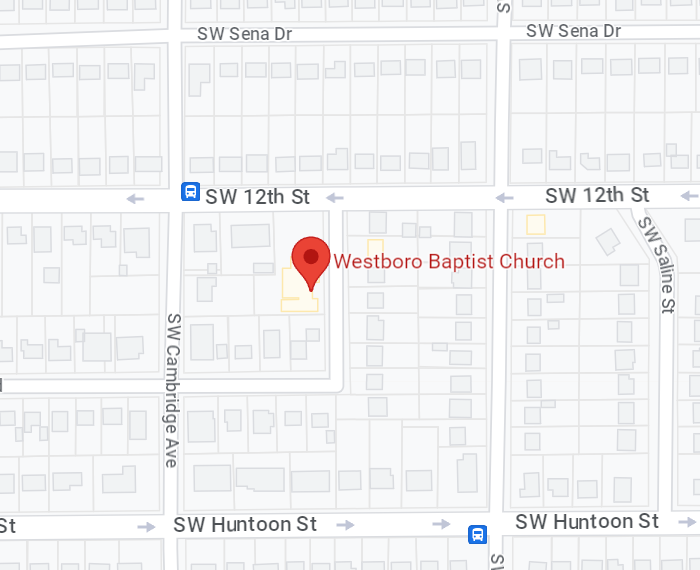 S
SW Sena Dr
SW Sena Dr
SW 12th St
SW 12th St
Westboro Baptist Church
SW Saline St
SW Cambridge Ave
d
St
SW Huntoon St
SW Huntoon St
S